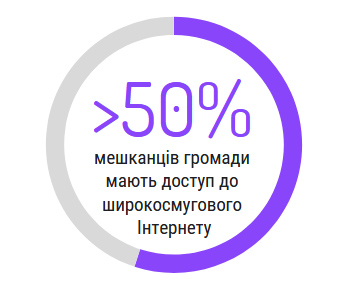 >50%
мешканців громади
мають доступ до
широкосмугового
Інтернету